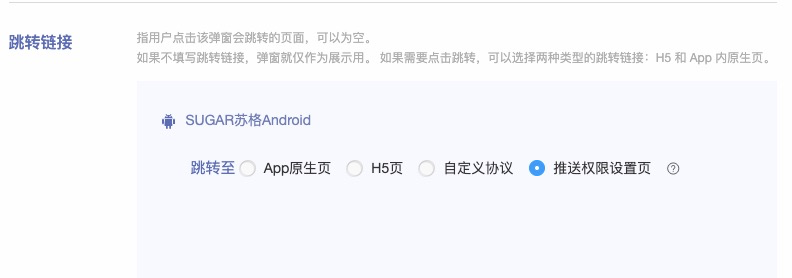 跳转链接
指用户点击该弹窗会跳转的页面，可以为空。
如果不填写跳转链接，弹窗就仅作为展示用。 如果需要点击跳转，可以选择两种类型的跳转链接：H5 和 App 内原生页。
SUGAR苏格Android
跳转至 App原生页 H5页 自定义协议 推送权限设置页 ?